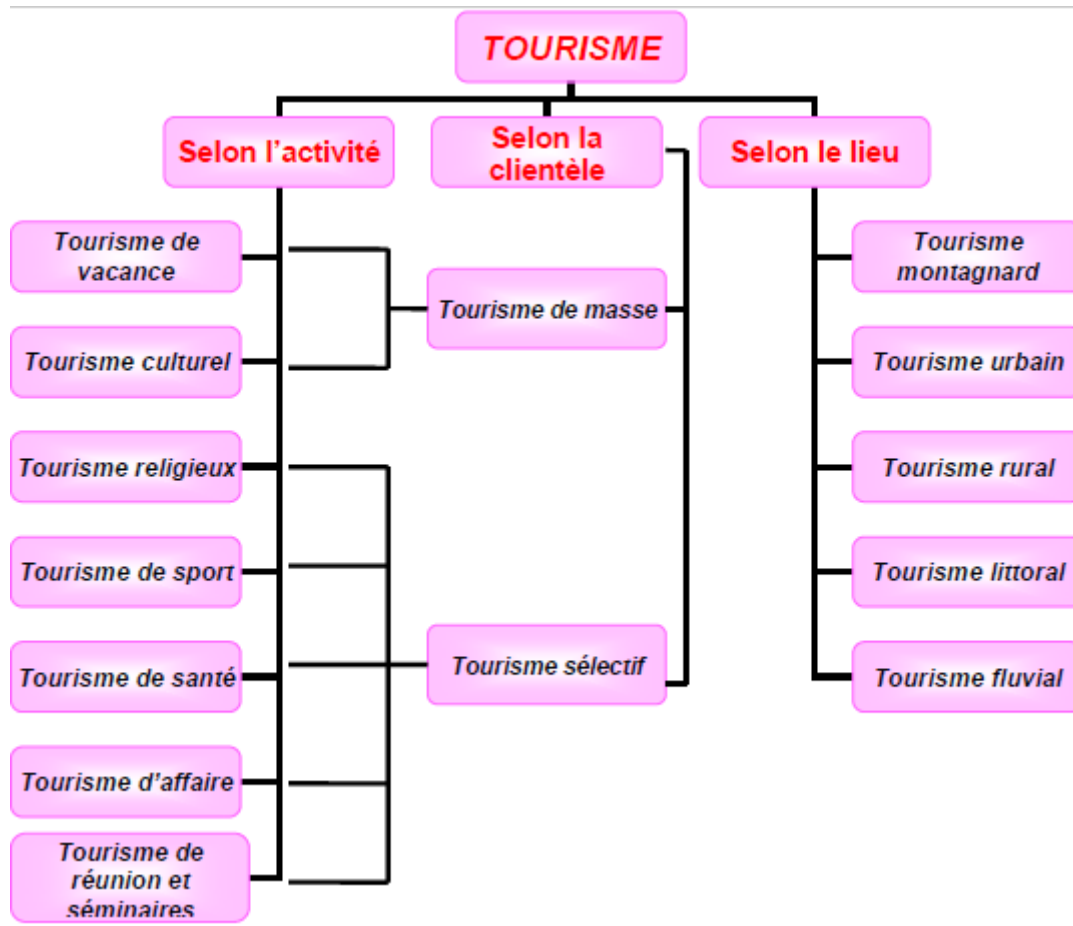 TOURISME
Selon l'activité
Selon la
clientèle
Selon le lieu
Tourisme de
vacance
Tourisme culturel
Tourisme religieux
Tourisme de sport
Tourisme de santé
Tourisme d'affaire
Tourisme de
réunion et
séminaires
Tourisme de masse
Tourisme sélectif
Tourisme
montagnard
Tourisme urbain
Tourisme rural
Tourisme littoral
Tourisme fluvial